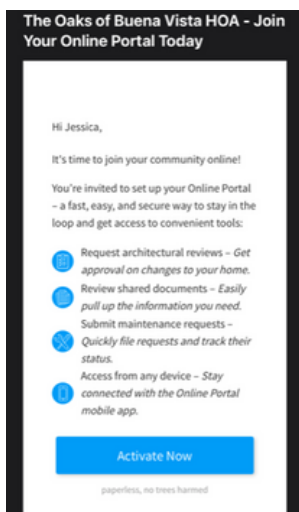 The Oaks of Buena Vista HOA - Join
Your Online Portal Today
Hi Jessica,
It's time to join your community online!
You're invited to set up your Online Portal
– a fast, easy, and secure way to stay in the
loop and get access to convenient tools:
Request architectural reviews – Get
approval on changes to your home.
Review shared documents – Easily
pull up the information you need.
Submit maintenance requests –
Quickly file requests and track their
status.
Access from any device – Stay
connected with the Online Portal
mobile app.
Activate Now
paperless, no trees harmed